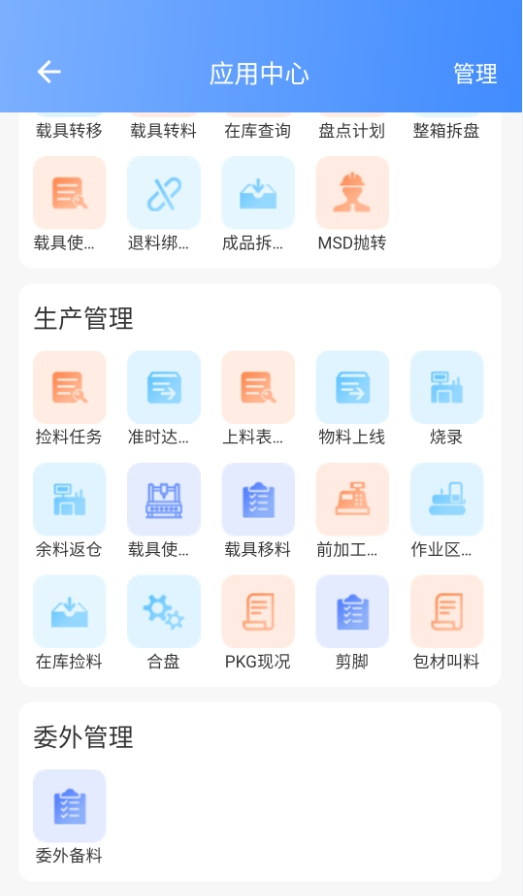 应用中心 管理
载具转移 载具转料 在库查询 盘点计划 整箱拆盘
载具使... 退料绑... 成品拆... MSD抛转
生产管理
捡料任务 准时达... 上料表... 物料上线 烧录
余料返仓 载具使... 载具移料 前加工... 作业区...
在库捡料 合盘 PKG现况 剪脚 包材叫料
委外管理
委外备料